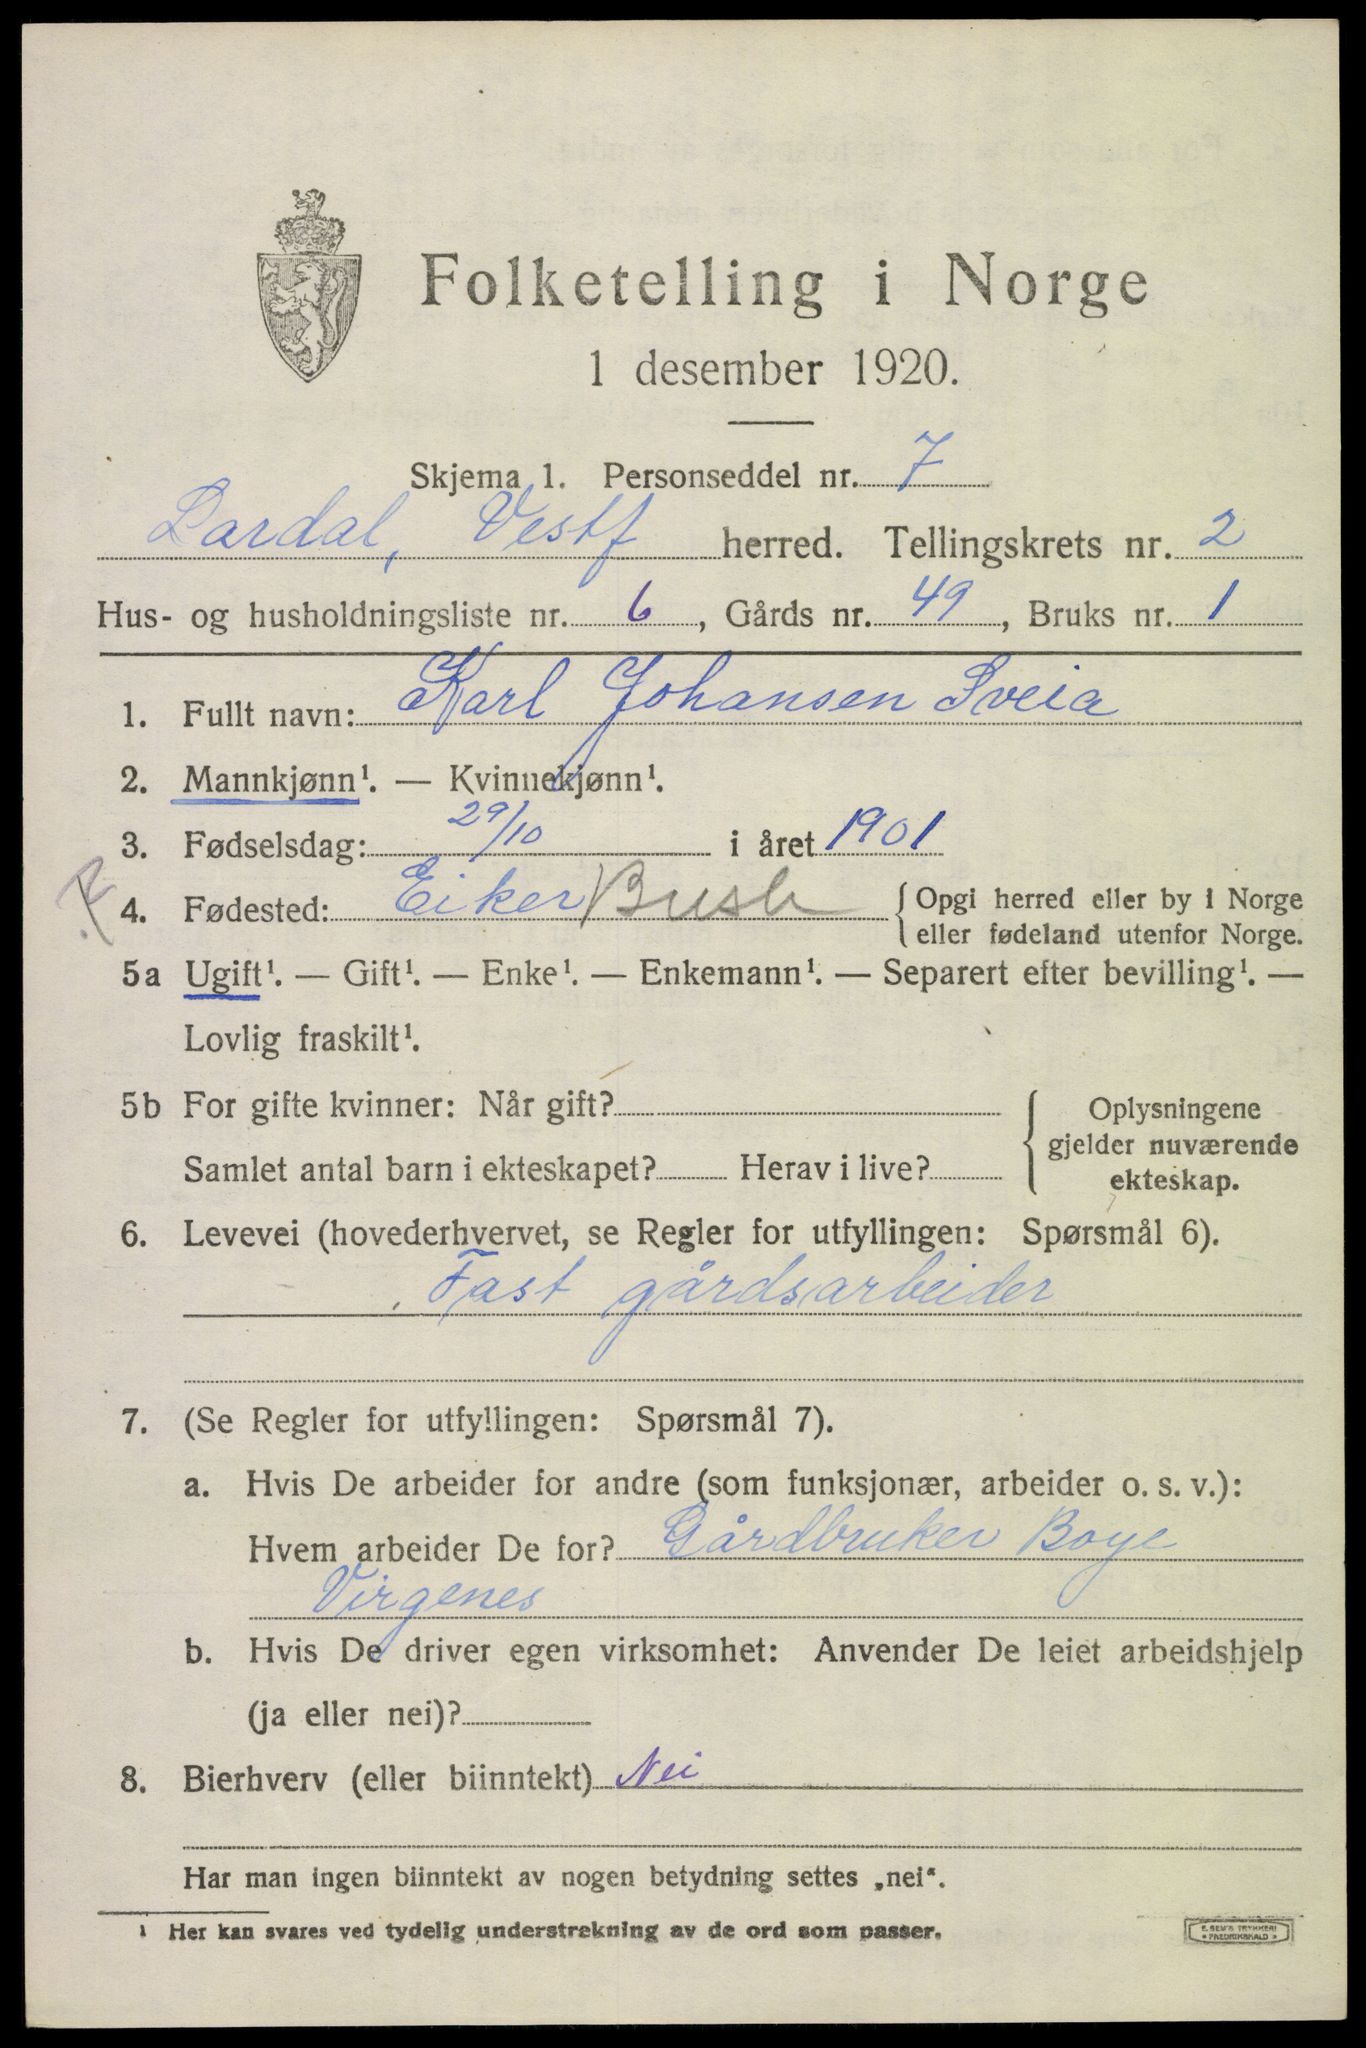 Folketelling i Norge
1 desember 1920.
Skjema 1. Personseddel nr. 7
Lardal, Vestf herred. Tellingskrets nr. 2
Hus- og husholdningsliste nr. 6, Gårds nr. 49, Bruks nr. 1
1. Fullt navn: Karl Johansen Sveia
2. Mannkjønn¹. — Kvinnekjønn¹.
3. Fødselsdag: 29/10 i året 1901
4. Fødested: Eiker / Busk { Opgi herred eller by i Norge
eller fødeland utenfor Norge.
5a Ugift¹. — Gift¹. — Enke¹. — Enkemann¹. — Separert efter bevilling¹. —
Lovlig fraskilt¹.
5b For gifte kvinner: Når gift?
Samlet antal barn i ekteskapet? Herav i live?
{ Oplysningene
gjelder nuværende
ekteskap.
6. Levevei (hovederhvervet, se Regler for utfyllingen: Spørsmål 6).
Fast gårdsarbeider
7. (Se Regler for utfyllingen: Spørsmål 7).
a. Hvis De arbeider for andre (som funksjonær, arbeider o. s. v.):
Hvem arbeider De for? Gårdbruker Boye
Virgenes
b. Hvis De driver egen virksomhet: Anvender De leiet arbeidshjelp
(ja eller nei)?
8. Bierhverv (eller biinntekt) Nei
Har man ingen biinntekt av nogen betydning settes „nei“.
¹ Her kan svares ved tydelig understrekning av de ord som passer.
E. SEM'S TRYKKERI
FREDRIKSHALD